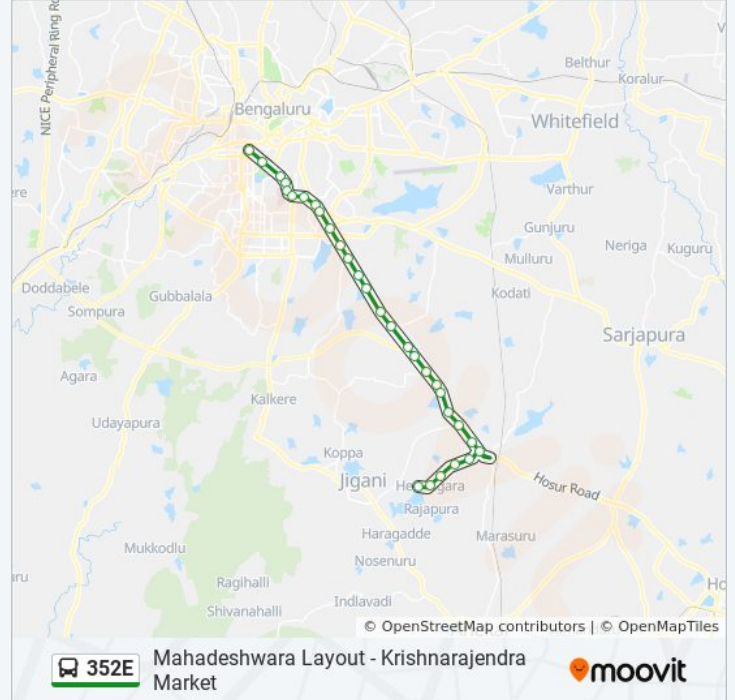 NICE Peripheral Ring
Bengaluru
Belthur
Koralur
Whitefield
Varthur
Gunjuru
Neriga
Kuguru
Mulluru
Doddabele
Gubbalala
Kodati
Sompura
Sarjapura
Agara
Kalkere
Udayapura
Koppa
Jigani
Hosur Road
Rajapura
Haragadde
Marasuru
Mukkodlu
Nosenuru
Ragihalli
Indlavadi
Shivanahalli
© OpenStreetMap contributors | © OpenMapTiles
352E
Mahadeshwara Layout - Krishnarajendra
Market
moovit